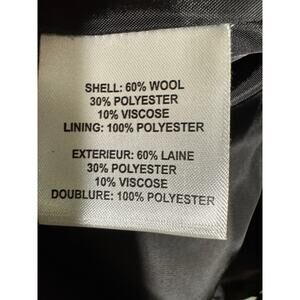 SHELL: 60% WOOL
30% POLYESTER
10% VISCOSE
LINING: 100% POLYESTER
EXTERIEUR: 60% LAINE
30% POLYESTER
10% VISCOSE
DOUBLURE: 100% POLYESTER